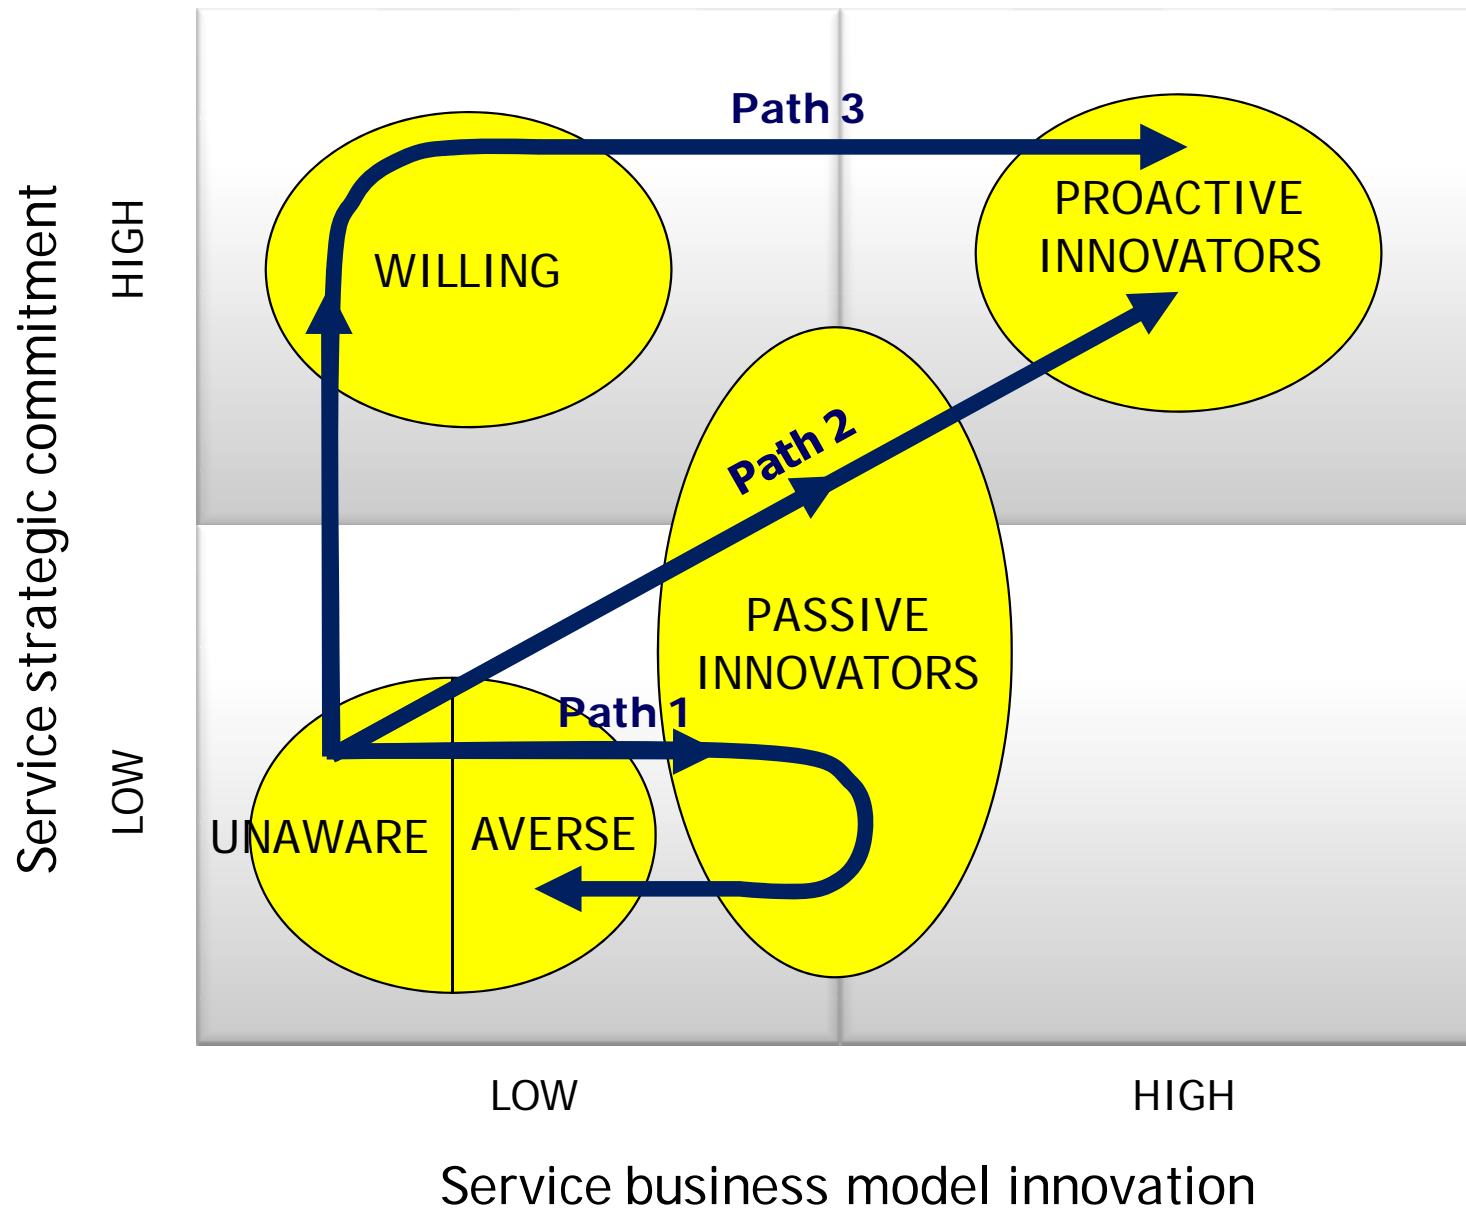 Service strategic commitment
HIGH
LOW
Path 3
WILLING
PROACTIVE
INNOVATORS
Path 2
PASSIVE
INNOVATORS
Path 1
UNAWARE
AVERSE
LOW
HIGH
Service business model innovation